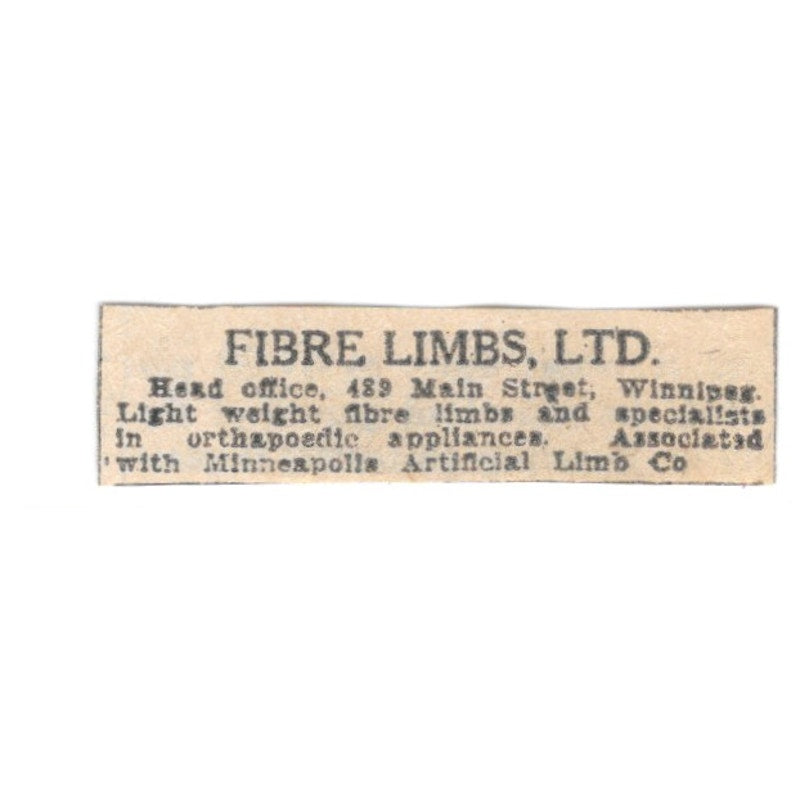 FIBRE LIMBS, LTD.
Head office, 489 Main Street, Winnipeg.
Light weight fibre limbs and specialists
in orthapoedic appliances. Associated
with Minneapolis Artificial Limb Co